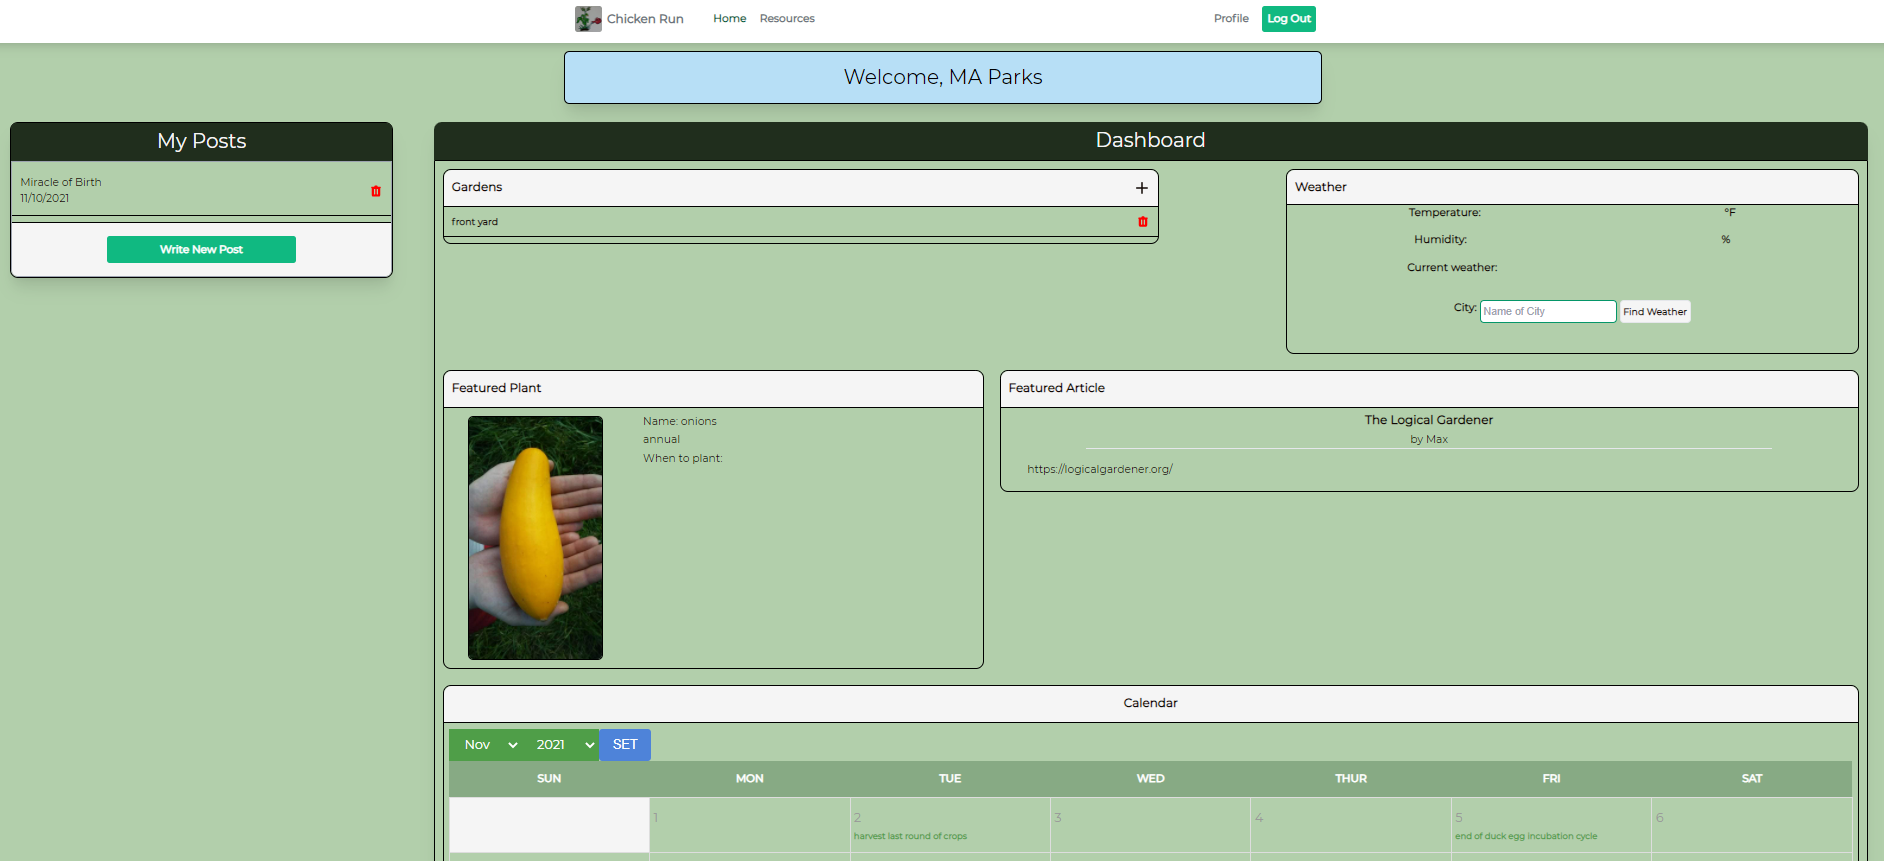 Chicken Run Home Resources Profile Log Out
Welcome, MA Parks
My Posts
Miracle of Birth
11/10/2021
Write New Post
Dashboard
Gardens
front yard
Weather
Temperature: °F
Humidity: %
Current weather:
City: Name of City Find Weather
Featured Plant
Name: onions
annual
When to plant:
Featured Article
The Logical Gardener
by Max
https://logicalgardener.org/
Calendar
Nov 2021 SET
SUN MON TUE WED THUR FRI SAT
1 2 3 4 5 6
harvest last round of crops end of duck egg incubation cycle